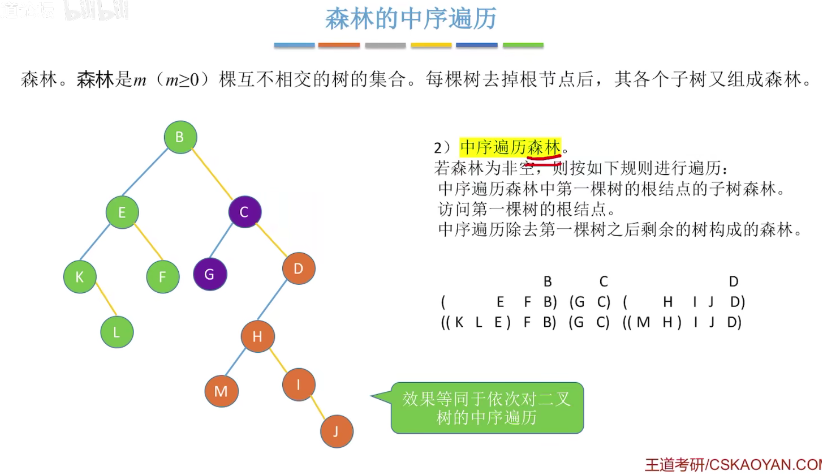 森林的中序遍历
森林。森林是m（m≥0）棵互不相交的树的集合。每棵树去掉根节点后，其各个子树又组成森林。
B
E
C
K
F
G
D
L
H
M
I
J
2）中序遍历森林。
若森林为非空，则按如下规则进行遍历：
中序遍历森林中第一棵树的根结点的子树森林。
访问第一棵树的根结点。
中序遍历除去第一棵树之后剩余的树构成的森林。
B C D
( E F B) (G C) ( H I J D)
((K L E) F B) (G C) ((M H) I J D)
效果等同于依次对二叉
树的中序遍历
王道考研/CSKAOYAN.COM